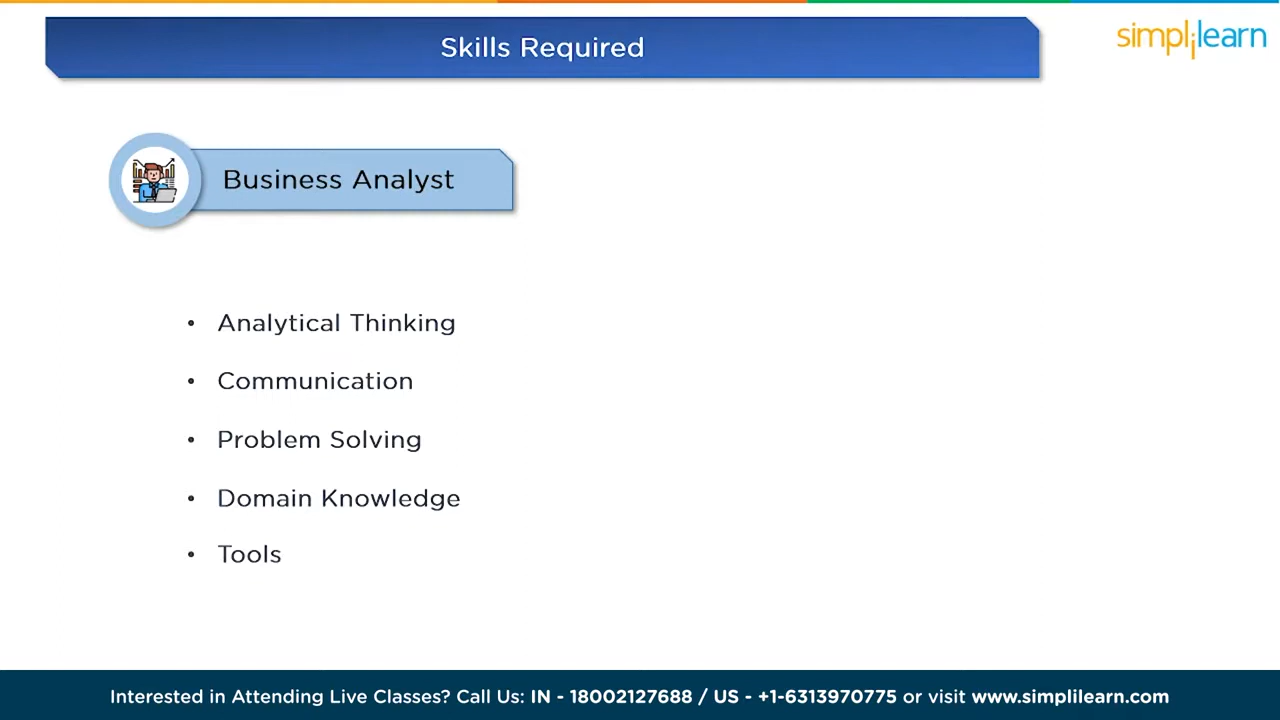 Skills Required
simplilearn
Business Analyst
• Analytical Thinking
• Communication
• Problem Solving
• Domain Knowledge
• Tools
Interested in Attending Live Classes? Call Us: IN - 18002127688 / US - +1-6313970775 or visit www.simplilearn.com